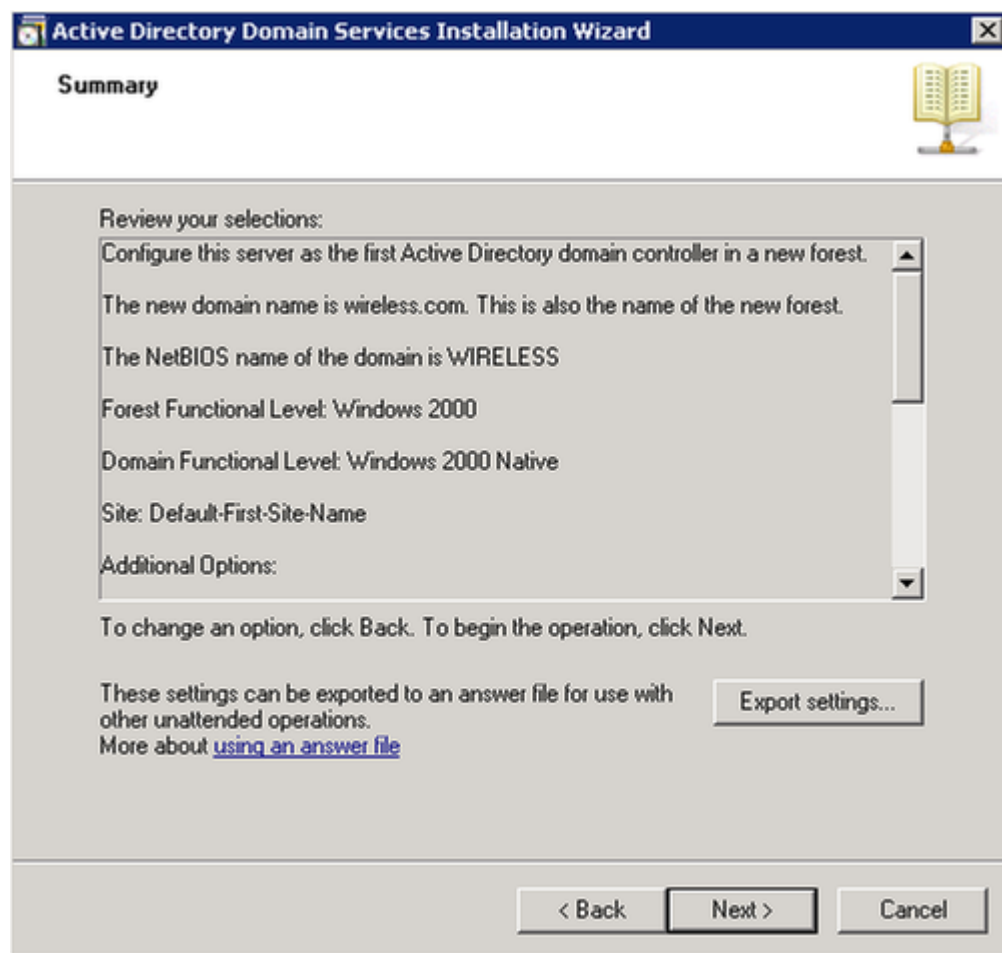 Active Directory Domain Services Installation Wizard
Summary
Review your selections:
Configure this server as the first Active Directory domain controller in a new forest.
The new domain name is wireless.com. This is also the name of the new forest.
The NetBIOS name of the domain is WIRELESS
Forest Functional Level: Windows 2000
Domain Functional Level: Windows 2000 Native
Site: Default-First-Site-Name
Additional Options:
To change an option, click Back. To begin the operation, click Next.
These settings can be exported to an answer file for use with
other unattended operations.
More about using an answer file
Export settings...
< Back
Next >
Cancel